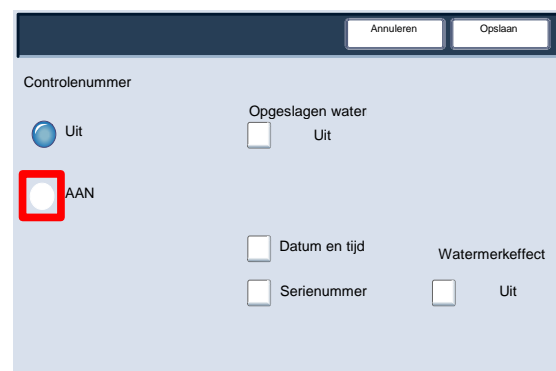 Annuleren
Opslaan
Controlenummer
Uit
AAN
Opgeslagen water
Uit
Datum en tijd
Serienummer
Watermerkeffect
Uit